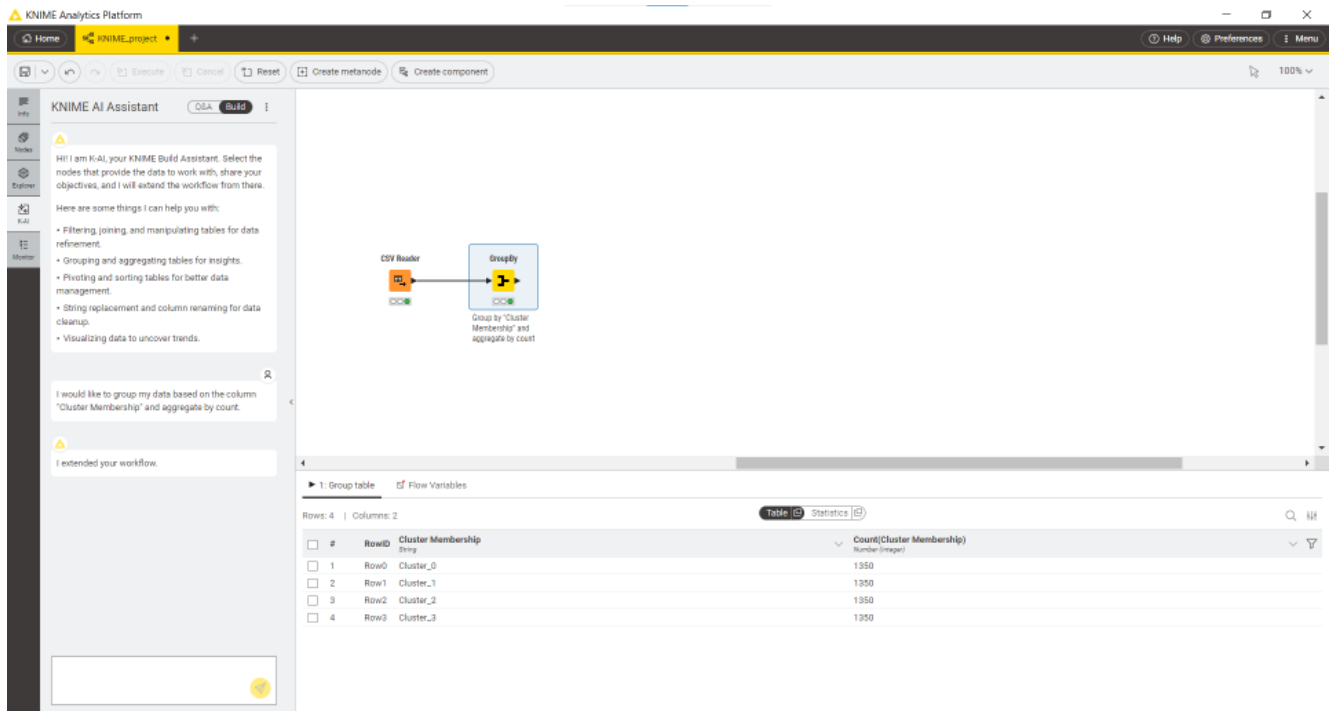 KNIME Analytics Platform
Home
KNIME_project
Help
Preferences
Menu
Execute
Cancel
Reset
Create metanode
Create component
100%
Info
Nodes
Explorer
K-AI
Monitor
KNIME AI Assistant
Q&A
Build
Hi! I am K-AI, your KNIME Build Assistant. Select the
nodes that provide the data to work with, share your
objectives, and I will extend the workflow from there.
Here are some things I can help you with:
• Filtering, joining, and manipulating tables for data
refinement.
• Grouping and aggregating tables for insights.
• Pivoting and sorting tables for better data
management.
• String replacement and column renaming for data
cleanup.
• Visualizing data to uncover trends.
I would like to group my data based on the column
"Cluster Membership" and aggregate by count.
I extended your workflow.
CSV Reader
GroupBy
Group by "Cluster
Membership" and
aggregate by count
1: Group table
Flow Variables
Rows: 4 | Columns: 2
Table
Statistics
# RowID Cluster Membership Count(Cluster Membership)
String Number (integer)
1 Row0 Cluster_0 1350
2 Row1 Cluster_1 1350
3 Row2 Cluster_2 1350
4 Row3 Cluster_3 1350